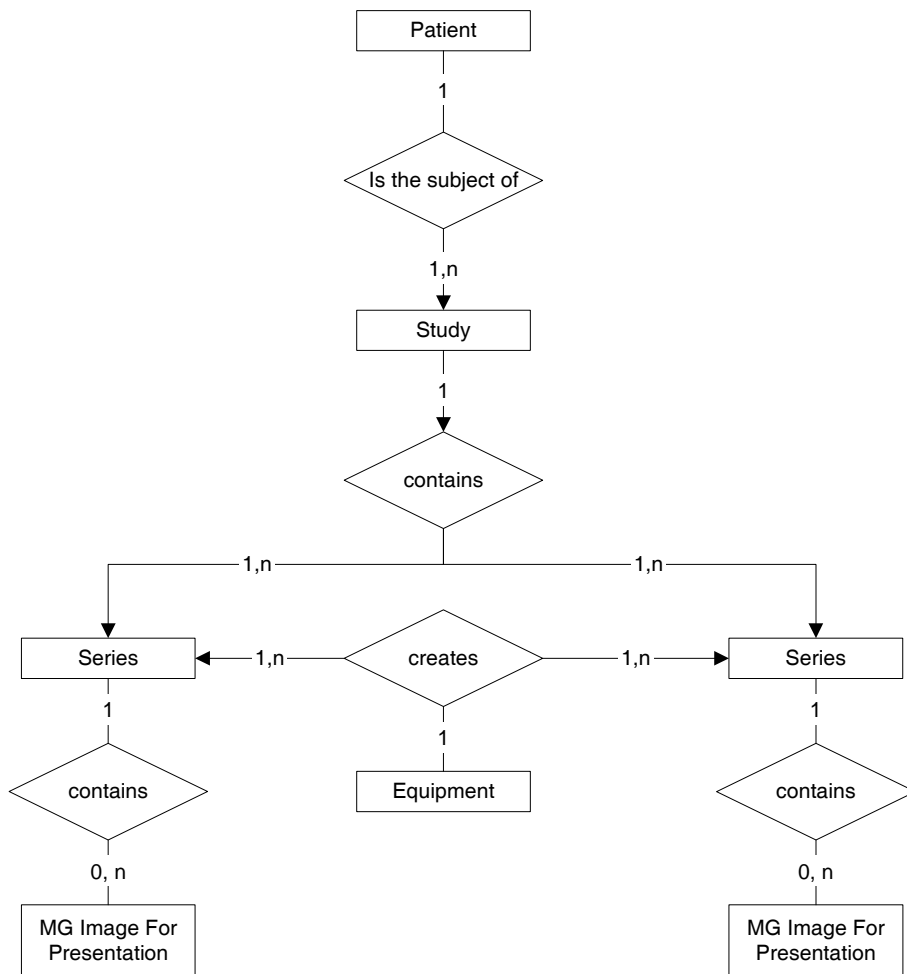 Patient
1
Is the subject of
1,n
Study
1
contains
1,n
1,n
Series
1,n
creates
1,n
Series
1
1
1
contains
Equipment
contains
0, n
0, n
MG Image For
Presentation
MG Image For
Presentation